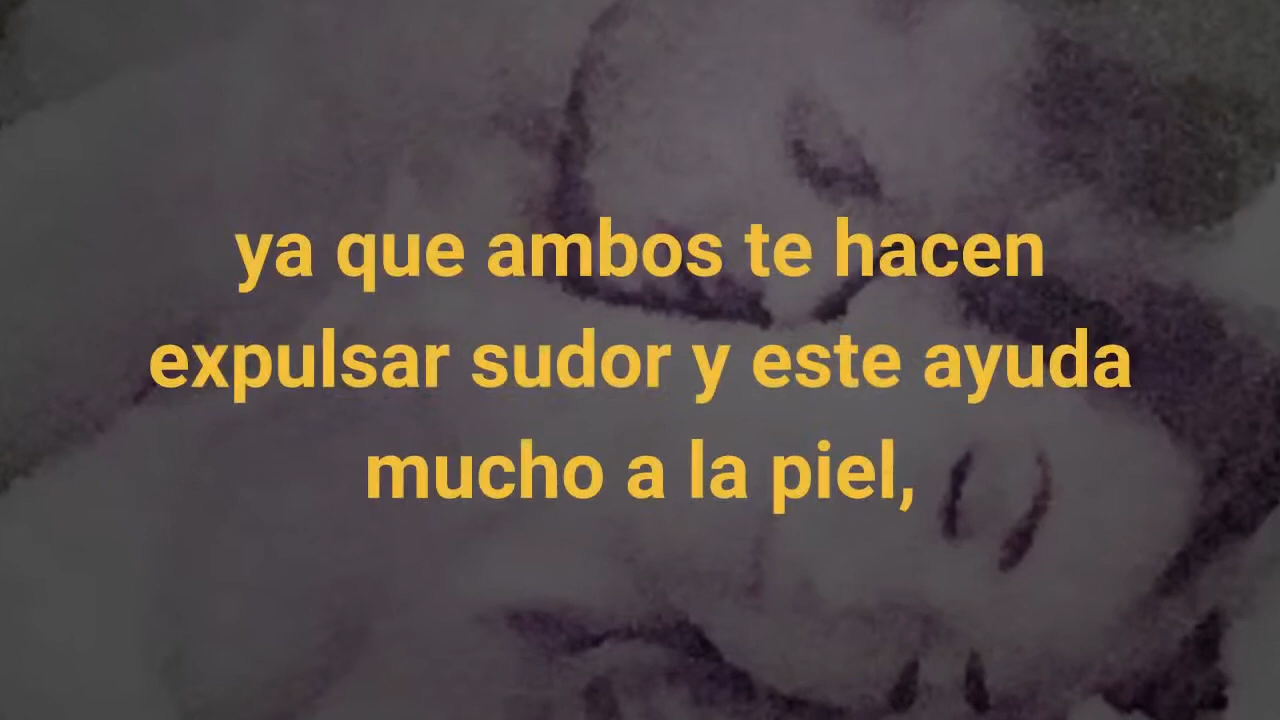 ya que ambos te hacen
expulsar sudor y este ayuda
mucho a la piel,